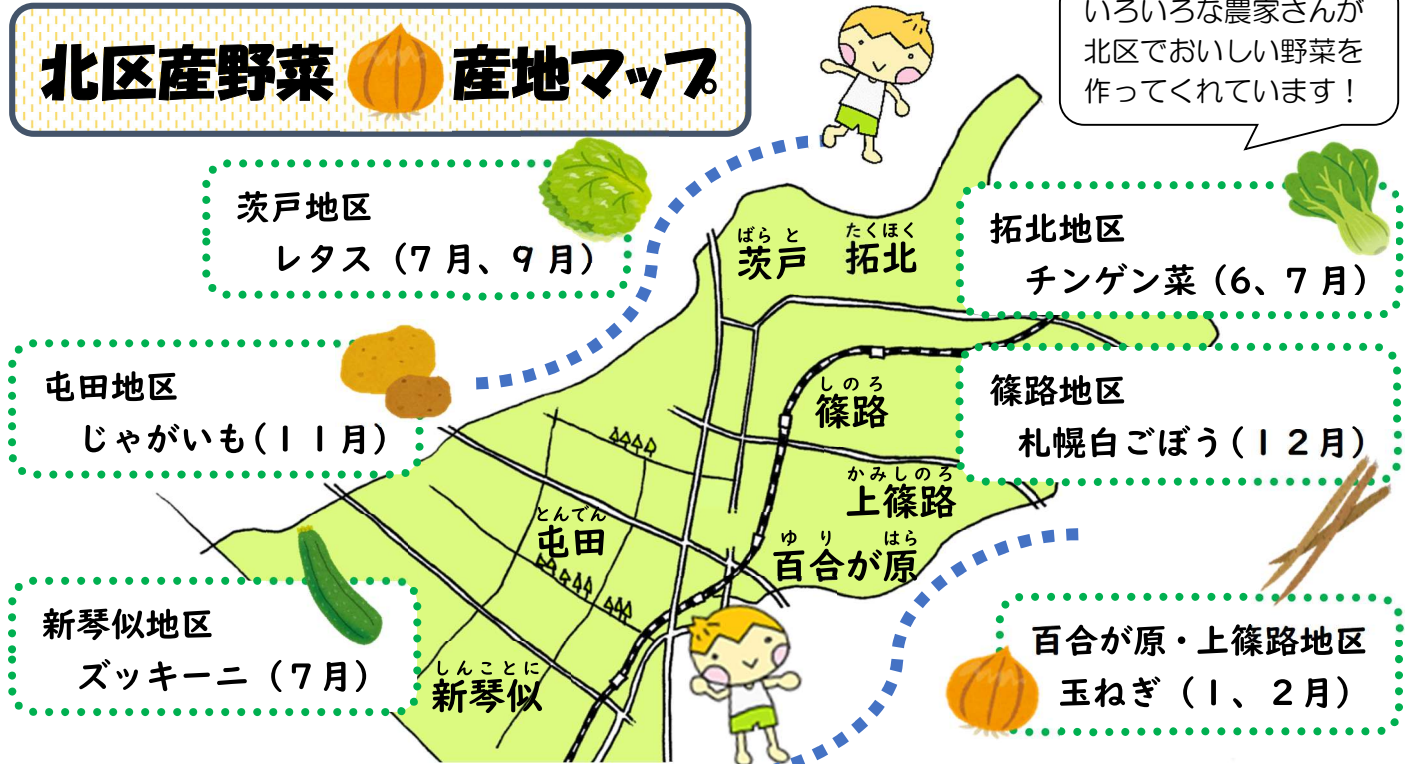 北区産野菜 産地マップ
いろいろな農家さんが
北区でおいしい野菜を
作ってくれています！
茨戸地区
レタス（7月、9月）
拓北地区
チンゲン菜（6、7月）
屯田地区
じゃがいも(11月)
篠路地区
札幌白ごぼう(12月)
新琴似地区
ズッキーニ（7月）
百合が原・上篠路地区
玉ねぎ（1、2月）
ばらと たくほく
茨戸 拓北
しのろ
篠路
かみしのろ
上篠路
とんでん
屯田
ゆり はら
百合が原
しんことに
新琴似